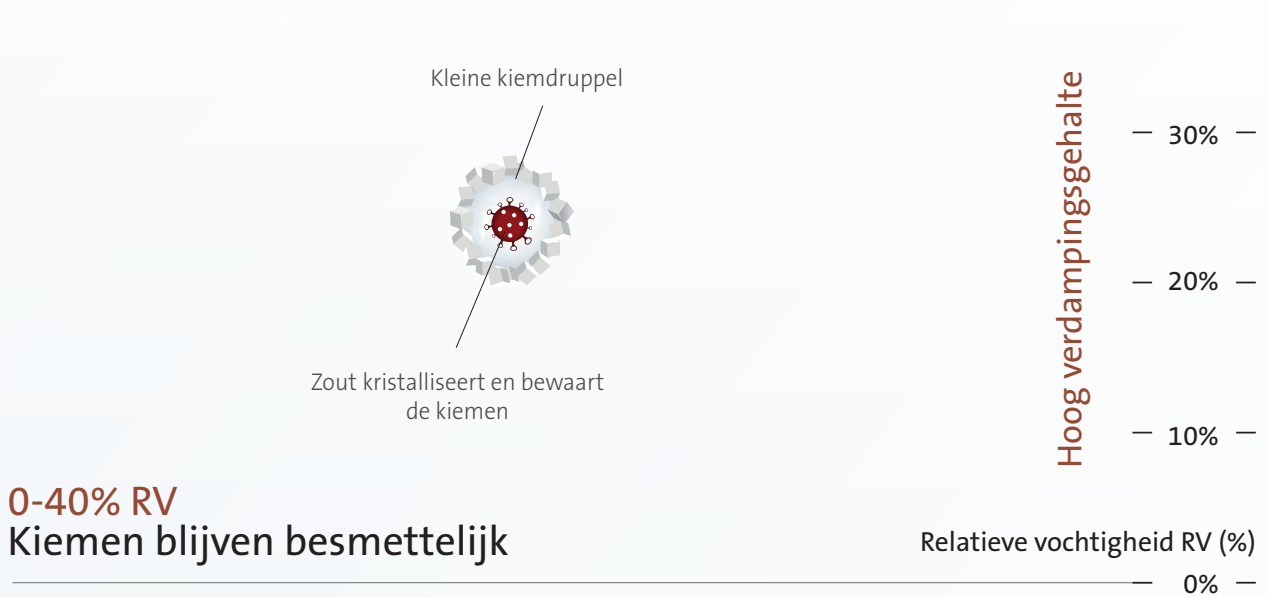 Kleine kiemdruppel
Hoog verdampingsgehalte
30%
20%
Zout kristalliseert en bewaart
de kiemen
10%
0-40% RV
Kiemen blijven besmettelijk
Relatieve vochtigheid RV (%)
0%